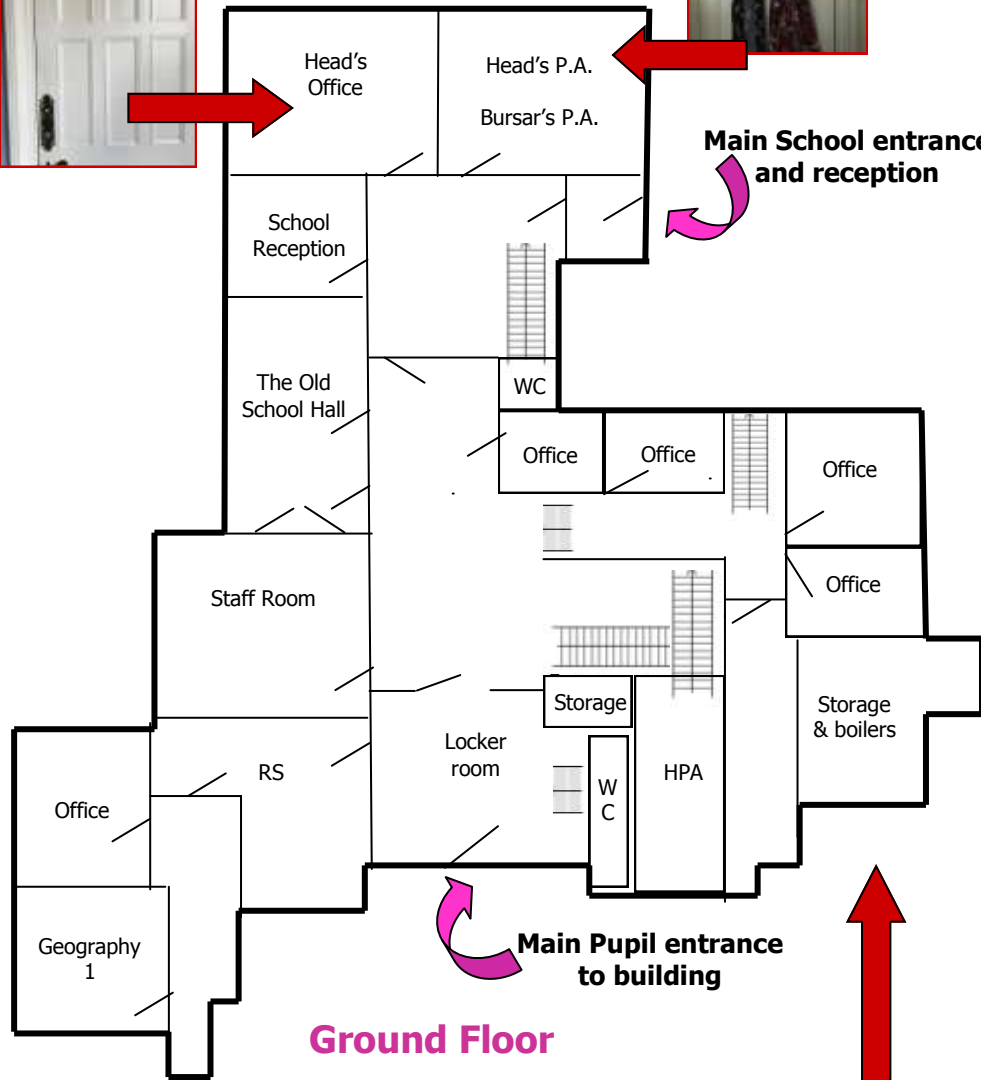 Head's
Office
Head's P.A.
Bursar's P.A.
Main School entrance
and reception
School
Reception
The Old
School Hall
WC
Office
Office
Office
Office
Staff Room
Storage
Storage
& boilers
Locker
room
W
C
HPA
RS
Office
Geography
1
Main Pupil entrance
to building
Ground Floor